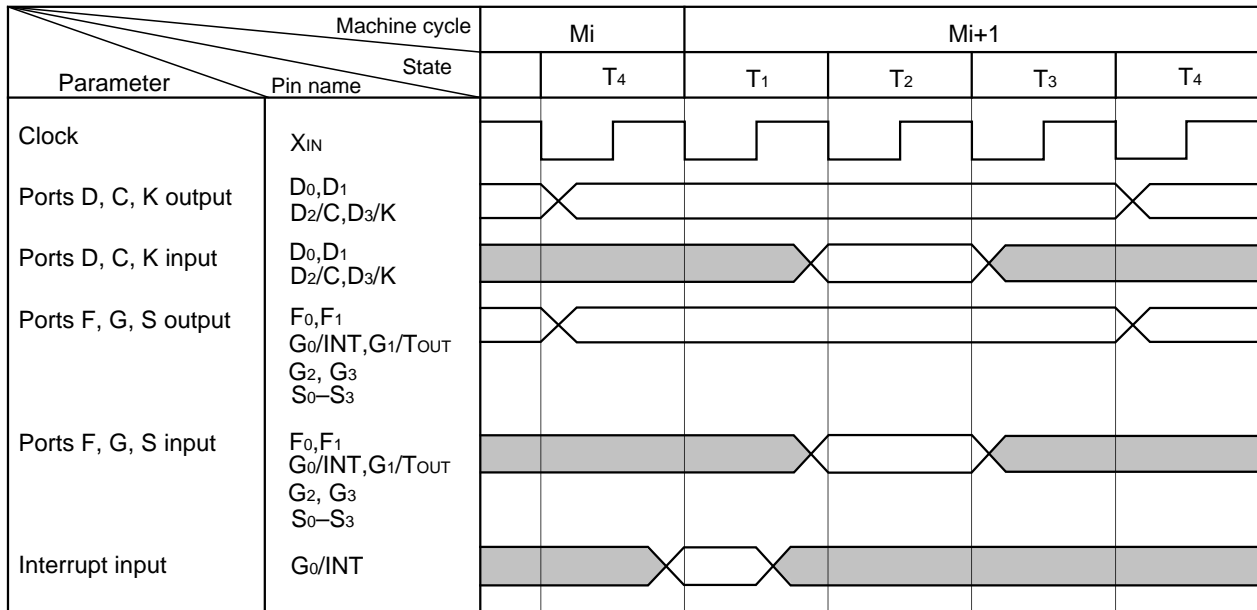 Machine cycle Mi Mi+1
State T4 T1 T2 T3 T4
Parameter Pin name
Clock XIN
Ports D, C, K output D0,D1
D2/C,D3/K
Ports D, C, K input D0,D1
D2/C,D3/K
Ports F, G, S output F0,F1
G0/INT,G1/TOUT
G2, G3
S0–S3
Ports F, G, S input F0,F1
G0/INT,G1/TOUT
G2, G3
S0–S3
Interrupt input G0/INT